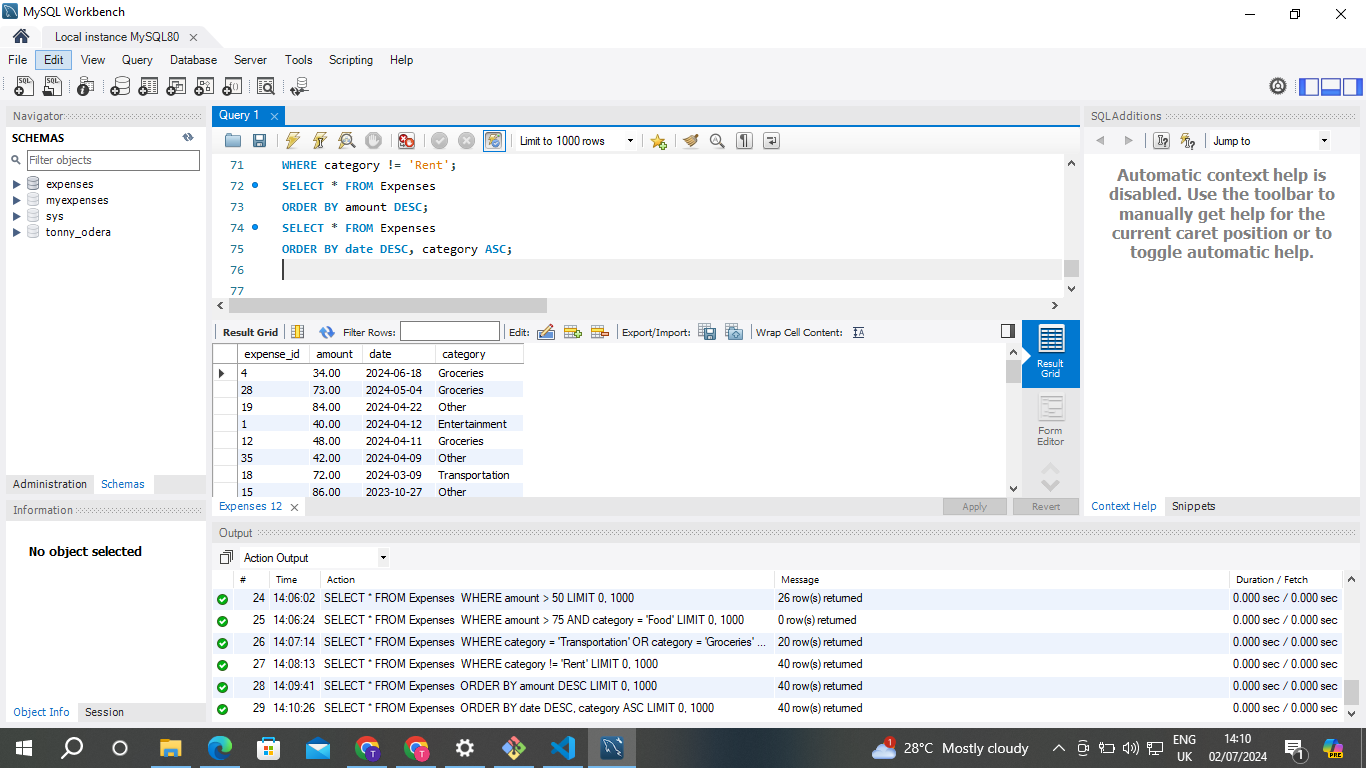 MySQL Workbench
Local instance MySQL80
File Edit View Query Database Server Tools Scripting Help
Navigator
SCHEMAS
Filter objects
expenses
myexpenses
sys
tonny_odera
Administration Schemas
Information
No object selected
Object Info Session
Query 1
Limit to 1000 rows
71 WHERE category != 'Rent';
72 SELECT * FROM Expenses
73 ORDER BY amount DESC;
74 SELECT * FROM Expenses
75 ORDER BY date DESC, category ASC;
76
77
Result Grid Filter Rows: Edit: Export/Import: Wrap Cell Content:
expense_id amount date category
4 34.00 2024-06-18 Groceries
28 73.00 2024-05-04 Groceries
19 84.00 2024-04-22 Other
1 40.00 2024-04-12 Entertainment
12 48.00 2024-04-11 Groceries
35 42.00 2024-04-09 Other
18 72.00 2024-03-09 Transportation
15 86.00 2023-10-27 Other
Result
Grid
Form
Editor
Expenses 12
Apply Revert
SQLAdditions
Jump to
Automatic context help is
disabled. Use the toolbar to
manually get help for the
current caret position or to
toggle automatic help.
Context Help Snippets
Output
Action Output
# Time Action Message Duration / Fetch
24 14:06:02 SELECT * FROM Expenses WHERE amount > 50 LIMIT 0, 1000 26 row(s) returned 0.000 sec / 0.000 sec
25 14:06:24 SELECT * FROM Expenses WHERE amount > 75 AND category = 'Food' LIMIT 0, 1000 0 row(s) returned 0.000 sec / 0.000 sec
26 14:07:14 SELECT * FROM Expenses WHERE category = 'Transportation' OR category = 'Groceries' ... 20 row(s) returned 0.000 sec / 0.000 sec
27 14:08:13 SELECT * FROM Expenses WHERE category != 'Rent' LIMIT 0, 1000 40 row(s) returned 0.000 sec / 0.000 sec
28 14:09:41 SELECT * FROM Expenses ORDER BY amount DESC LIMIT 0, 1000 40 row(s) returned 0.000 sec / 0.000 sec
29 14:10:26 SELECT * FROM Expenses ORDER BY date DESC, category ASC LIMIT 0, 1000 40 row(s) returned 0.000 sec / 0.000 sec
28°C Mostly cloudy
ENG
UK
14:10
02/07/2024
1
PRE